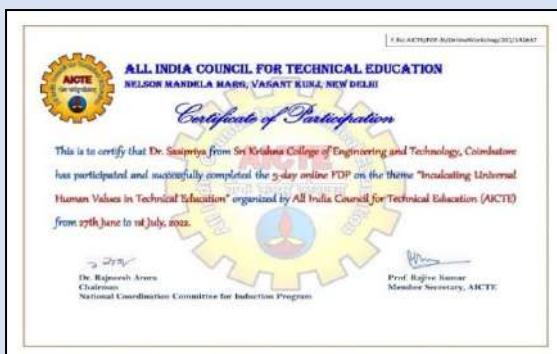 ALL INDIA COUNCIL FOR TECHNICAL EDUCATION
NELSON MANDELA MARG, VASANT KUNJ, NEW DELHI
AICTE
Certificate of Participation
This is to certify that Dr. Sasipriya from Sri Krishna College of Engineering and Technology, Coimbatore
has participated and successfully completed the 5-day online FDP on the theme "Inculcating Universal
Human Values in Technical Education" organized by All India Council for Technical Education (AICTE)
from 27th June to 1st July, 2022.
Dr. Rajneesh Arora
Chairman
National Coordination Committee for Induction Program
Prof. Rajive Kumar
Member Secretary, AICTE